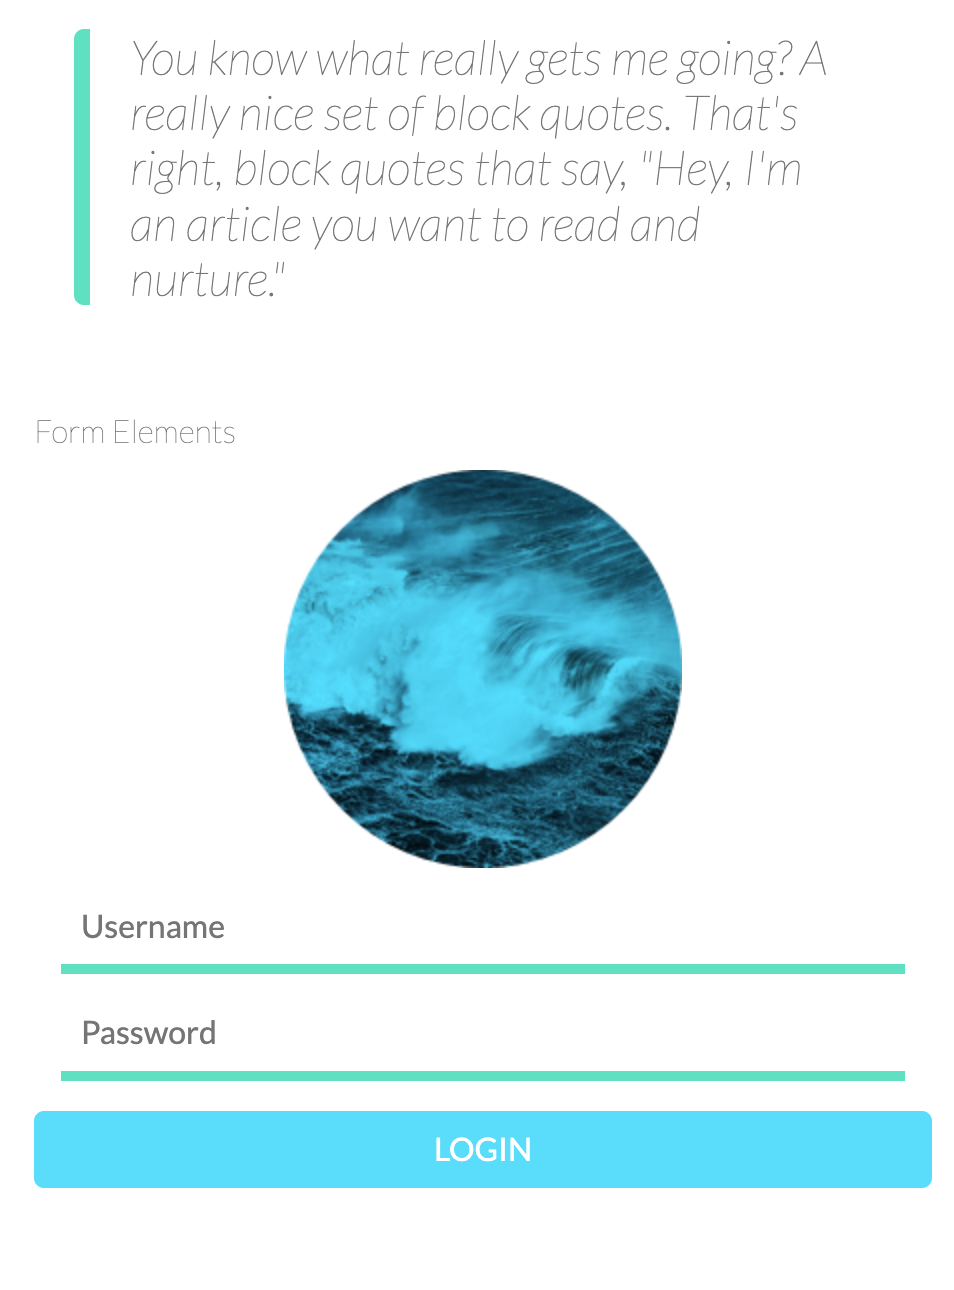 You know what really gets me going? A
really nice set of block quotes. That's
right, block quotes that say, "Hey, I'm
an article you want to read and
nurture."
Form Elements
Username
Password
LOGIN